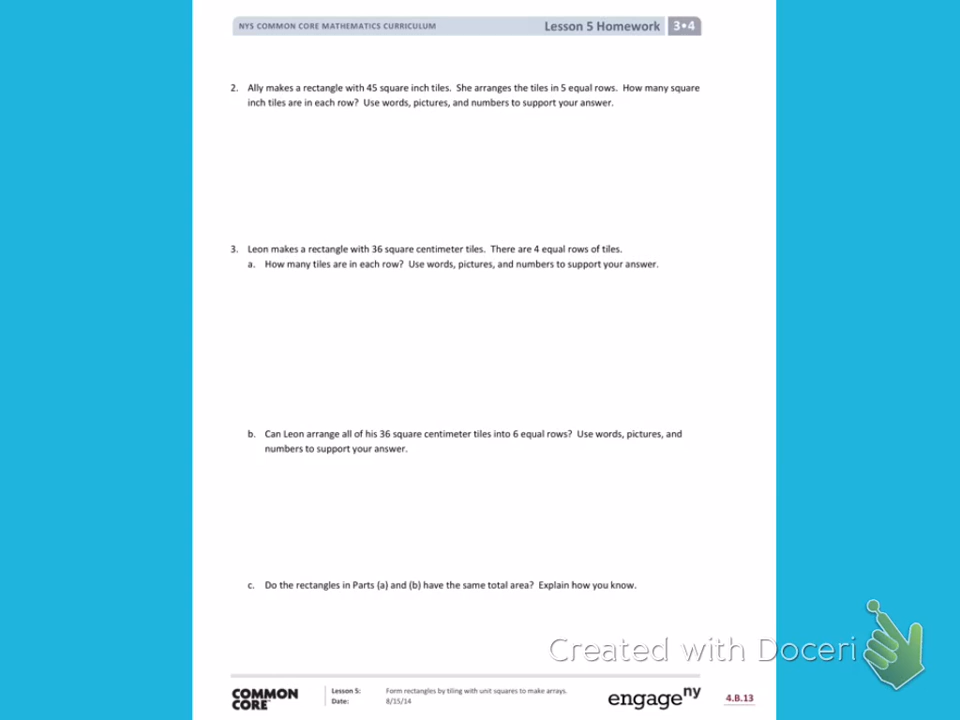 NYS COMMON CORE MATHEMATICS CURRICULUM Lesson 5 Homework 3•4
2. Ally makes a rectangle with 45 square inch tiles. She arranges the tiles in 5 equal rows. How many square
inch tiles are in each row? Use words, pictures, and numbers to support your answer.
3. Leon makes a rectangle with 36 square centimeter tiles. There are 4 equal rows of tiles.
a. How many tiles are in each row? Use words, pictures, and numbers to support your answer.
b. Can Leon arrange all of his 36 square centimeter tiles into 6 equal rows? Use words, pictures, and
numbers to support your answer.
c. Do the rectangles in Parts (a) and (b) have the same total area? Explain how you know.
Created with Doceri
COMMON
CORE
Lesson 5: Form rectangles by tiling with unit squares to make arrays.
Date: 8/15/14
engageny
4.B.13